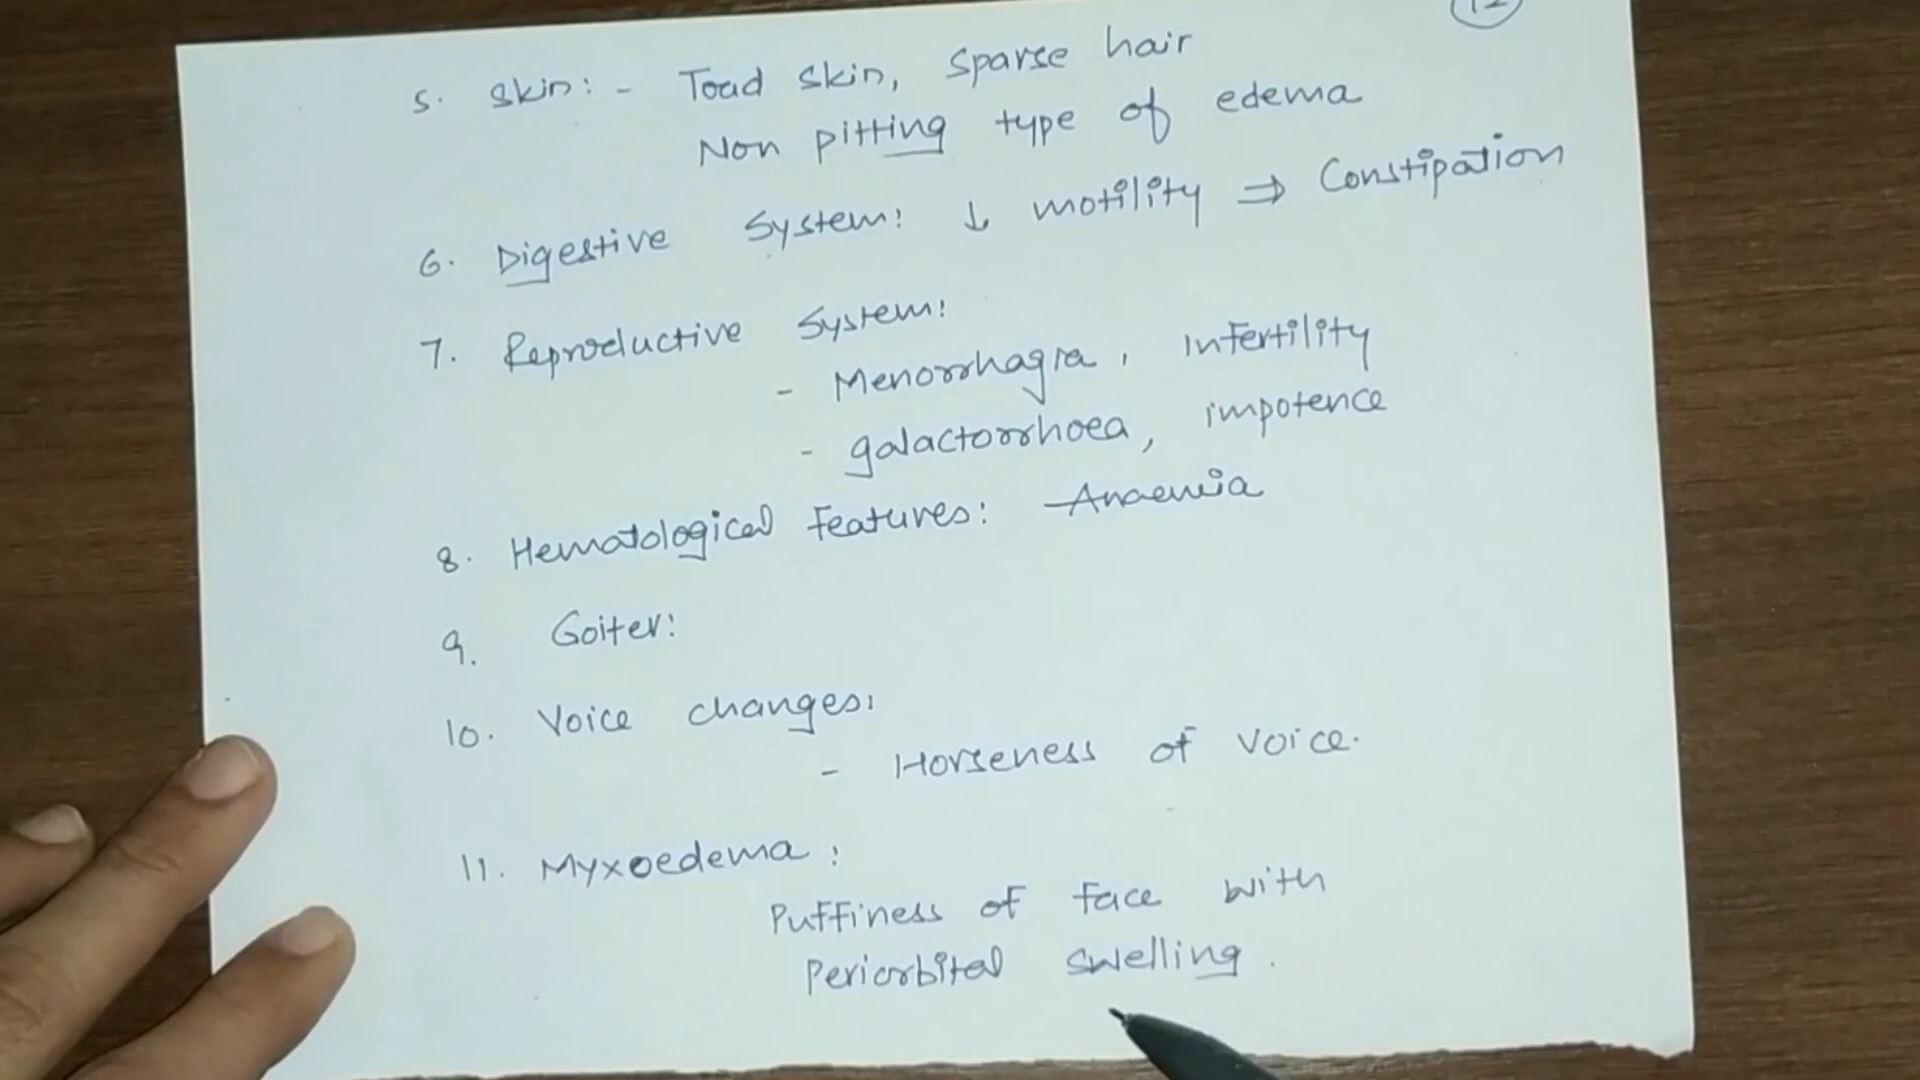 12
5. Skin: - Toad skin, sparse hair
Non pitting type of edema
6. Digestive System: ↓ motility ⇒ Constipation
7. Reproductive System:
- Menorrhagia, Infertility
- galactorrhoea, impotence
8. Hematological Features: Anaemia
9. Goiter:
10. Voice changes:
- Horseness of voice.
11. Myxoedema:
Puffiness of face with
Periorbital swelling.